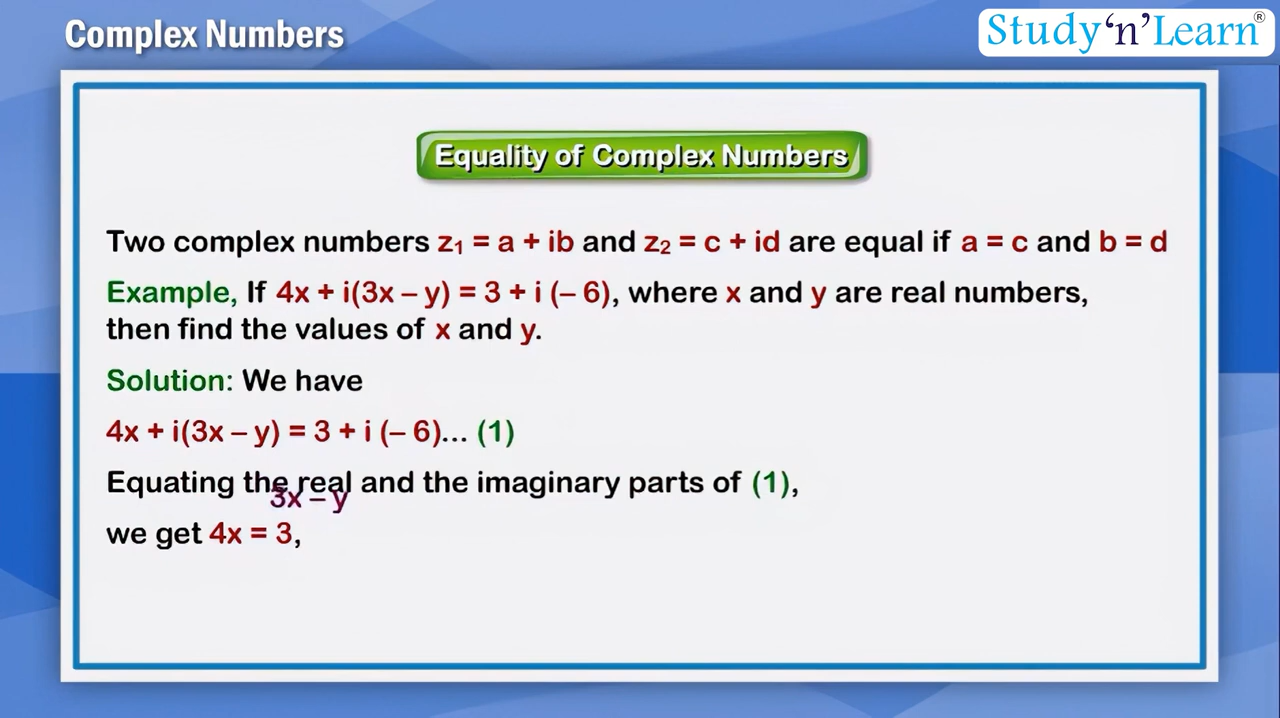 Complex Numbers
Study‘n’Learn®
Equality of Complex Numbers
Two complex numbers z₁ = a + ib and z₂ = c + id are equal if a = c and b = d
Example, If 4x + i(3x – y) = 3 + i (– 6), where x and y are real numbers,
then find the values of x and y.
Solution: We have
4x + i(3x – y) = 3 + i (– 6)... (1)
Equating the real and the imaginary parts of (1),
3x – y
we get 4x = 3,